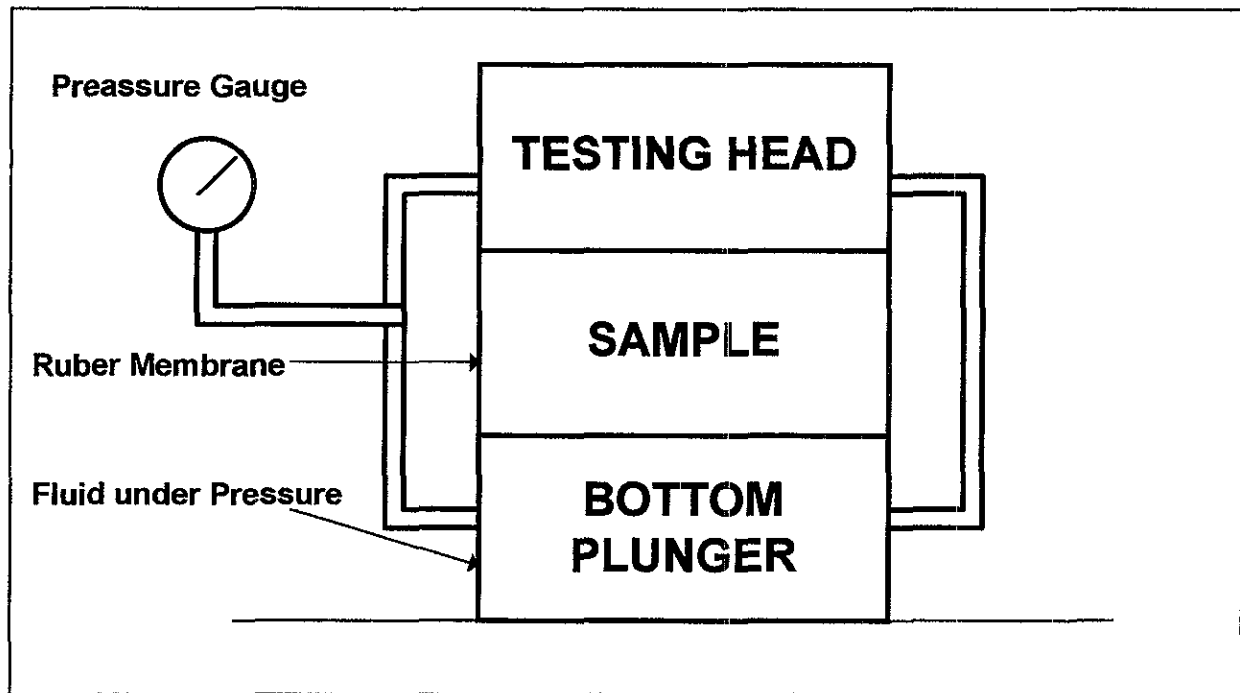 Preassure Gauge
TESTING HEAD
SAMPLE
Ruber Membrane
Fluid under Pressure
BOTTOM
PLUNGER